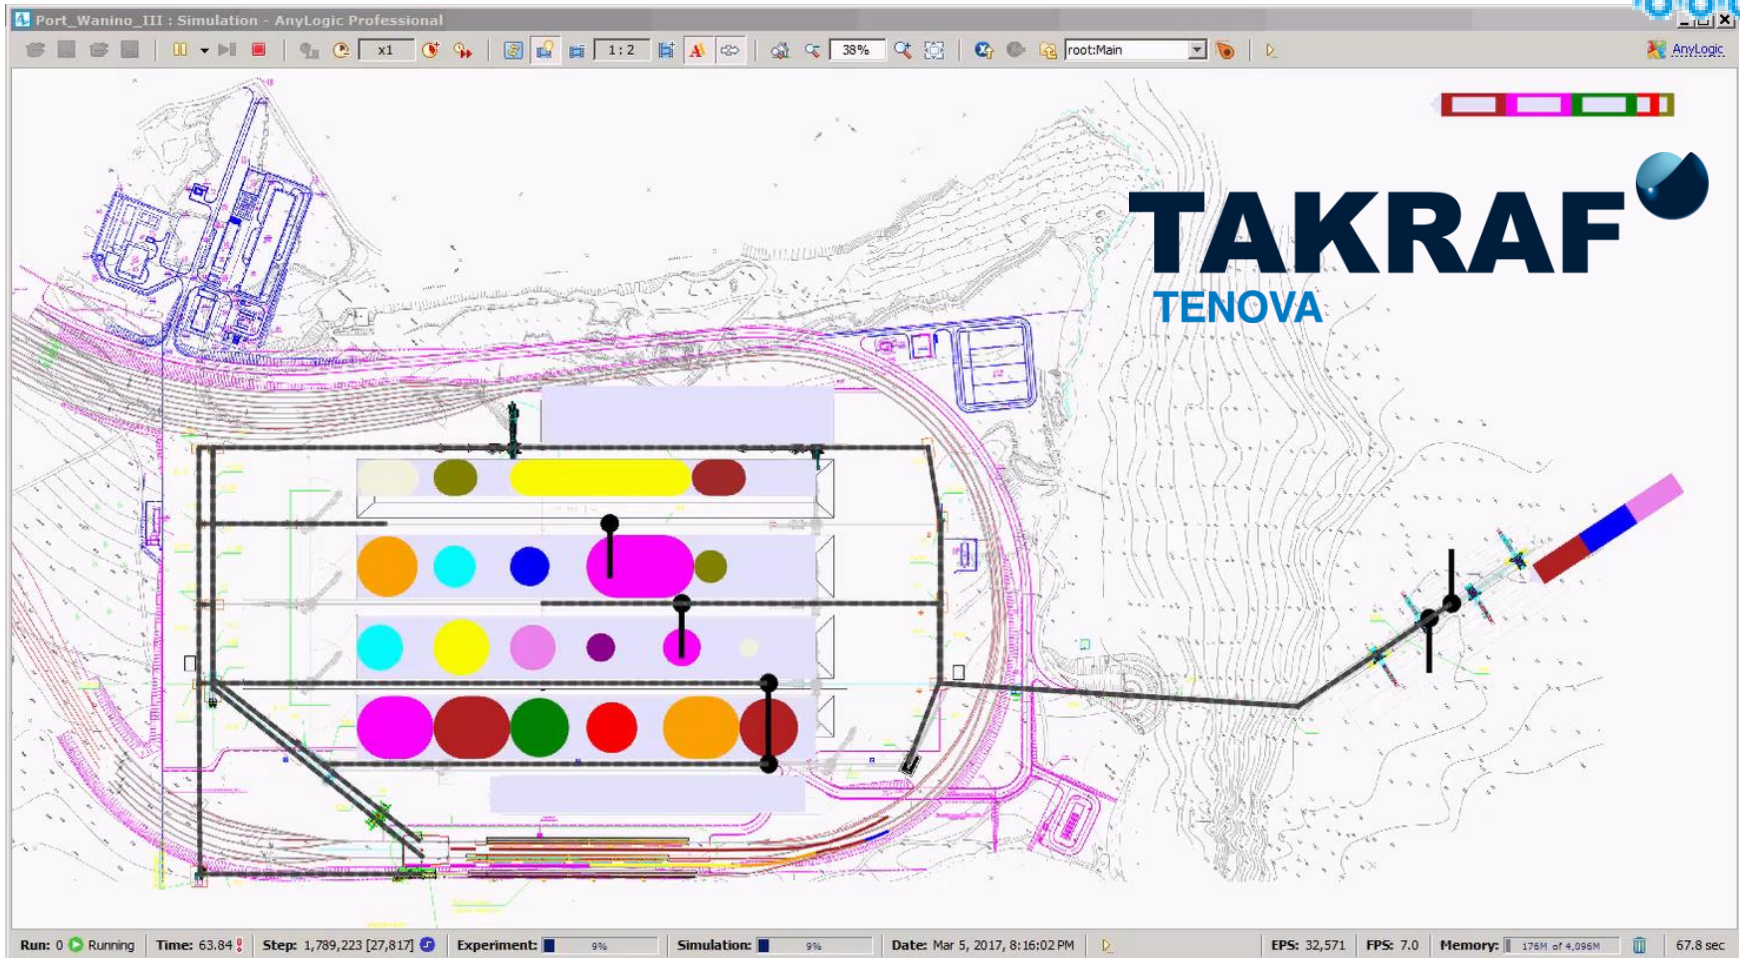 Port_Wanino_III : Simulation - AnyLogic Professional
x1
1:2
38%
root:Main
AnyLogic
TAKRAF
TENOVA
Run: 0 Running Time: 63.84 Step: 1,789,223 [27,817] Experiment: 9% Simulation: 9% Date: Mar 5, 2017, 8:16:02 PM EPS: 32,571 FPS: 7.0 Memory: 176M of 4,096M 67.8 sec